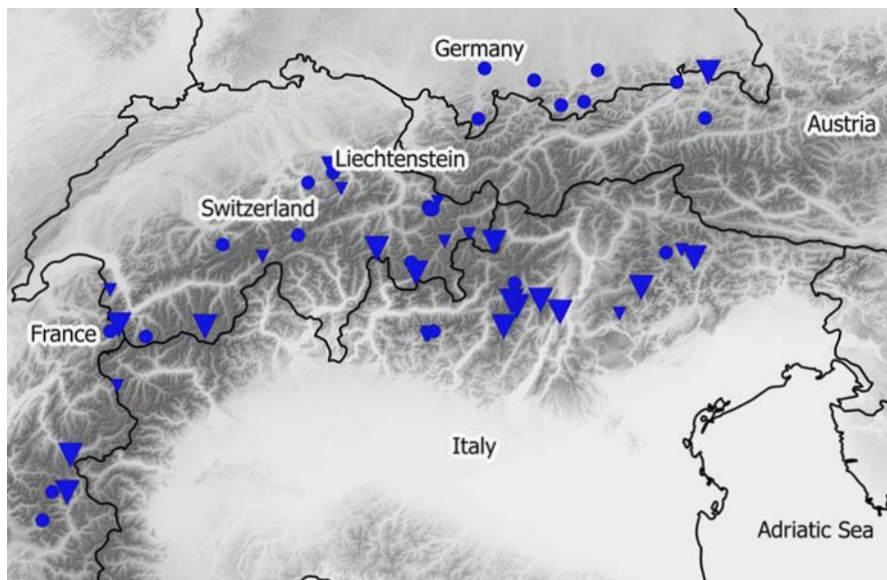 Germany
Austria
Liechtenstein
Switzerland
France
Italy
Adriatic Sea